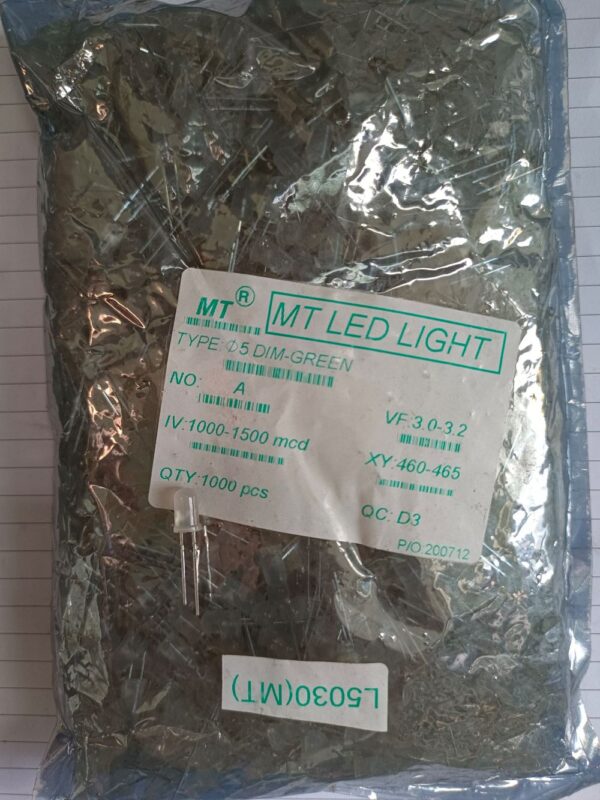 MT®
MT LED LIGHT
TYPE: Φ5 DIM-GREEN
NO: A
VF:3.0-3.2
IV:1000-1500 mcd
XY:460-465
QTY:1000 pcs
QC: D3
P/O:200712
L5030(MT)